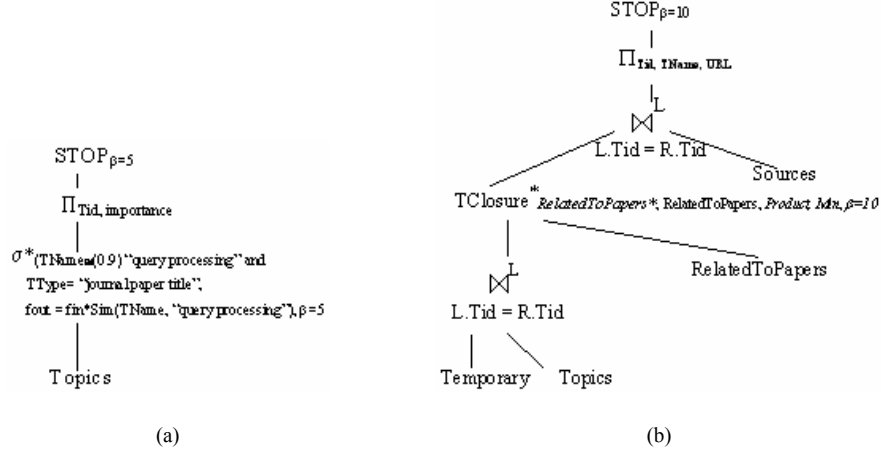 STOPβ=5
ΠTid, importance
σ*(TName≈(0.9) “query processing” and
TType= “journal paper title”,
fout = fin*Sim(TName, “query processing”), β=5
Topics
(a)
STOPβ=10
ΠTid, TName, URL
⋈L
L.Tid = R.Tid
Sources
TClosure*RelatedToPapers*, RelatedToPapers, Product, Min, β=10
RelatedToPapers
⋈L
L.Tid = R.Tid
Temporary Topics
(b)